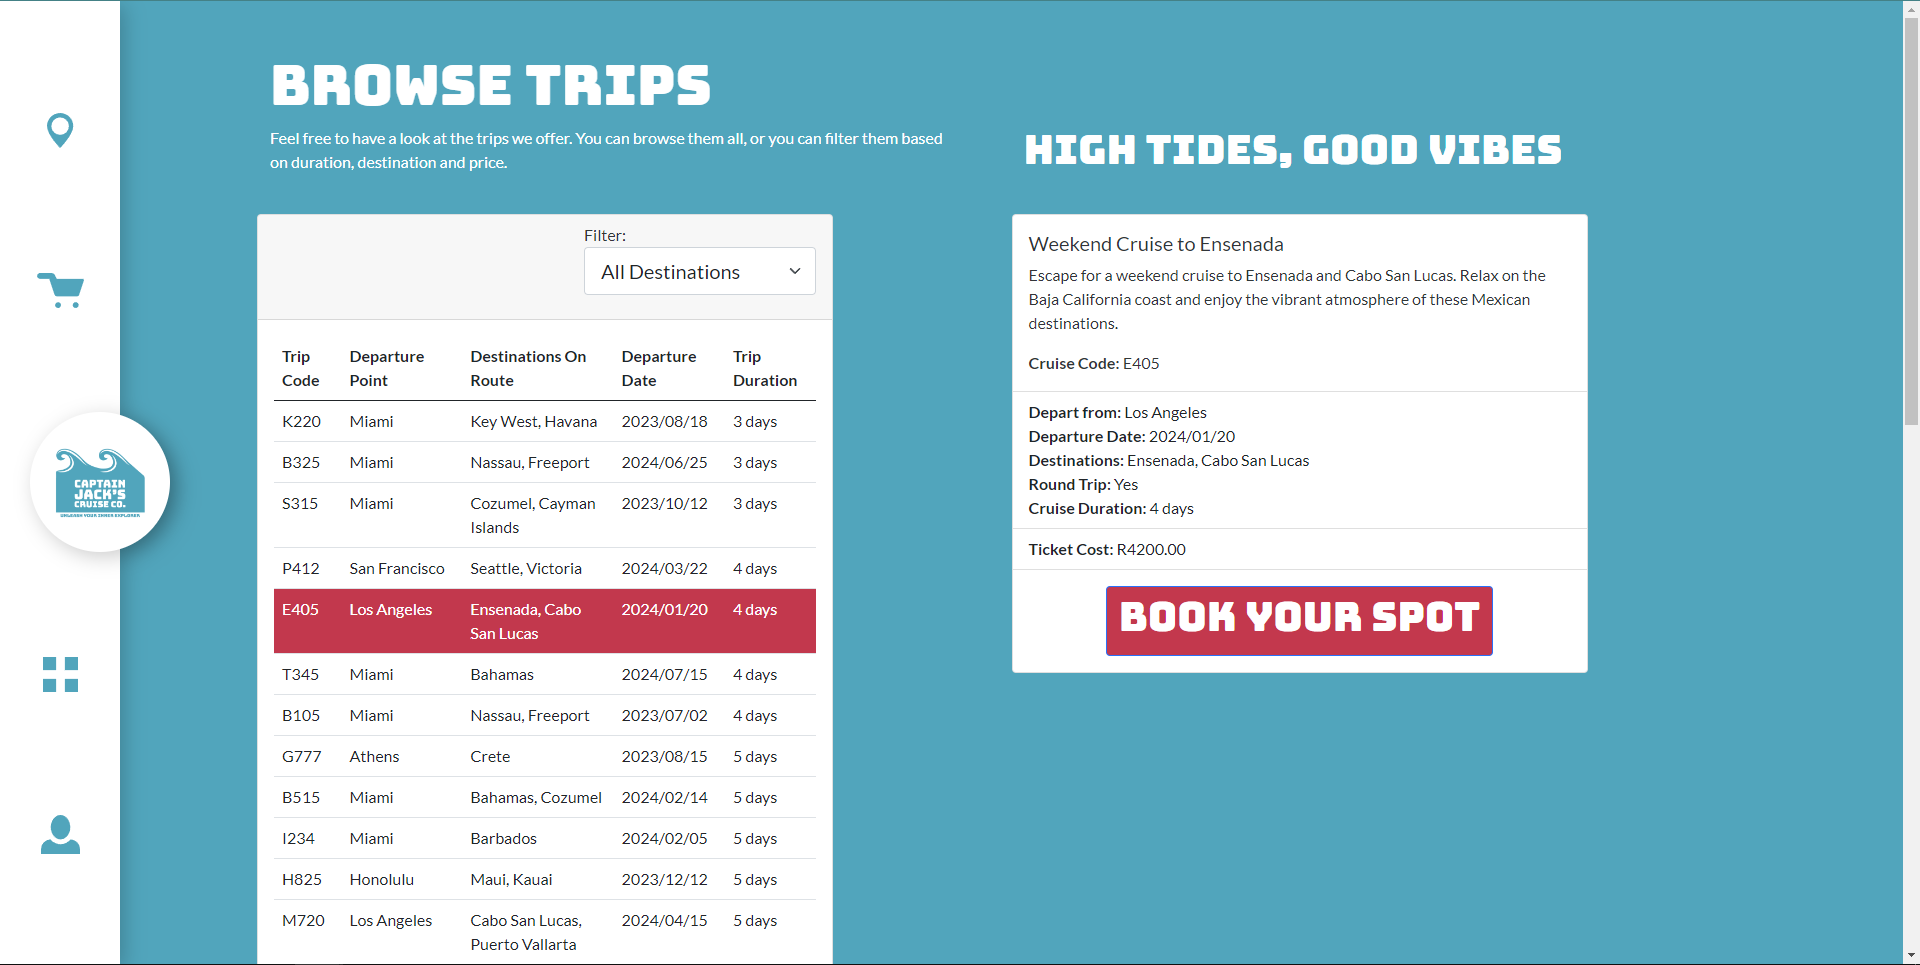 BROWSE TRIPS
Feel free to have a look at the trips we offer. You can browse them all, or you can filter them based
on duration, destination and price.
HIGH TIDES, GOOD VIBES
CAPTAIN
JACK'S
CRUISE CO.
UNLEASH YOUR INNER EXPLORER
Filter:
All Destinations
Trip Code Departure Point Destinations On Route Departure Date Trip Duration
K220 Miami Key West, Havana 2023/08/18 3 days
B325 Miami Nassau, Freeport 2024/06/25 3 days
S315 Miami Cozumel, Cayman Islands 2023/10/12 3 days
P412 San Francisco Seattle, Victoria 2024/03/22 4 days
E405 Los Angeles Ensenada, Cabo San Lucas 2024/01/20 4 days
T345 Miami Bahamas 2024/07/15 4 days
B105 Miami Nassau, Freeport 2023/07/02 4 days
G777 Athens Crete 2023/08/15 5 days
B515 Miami Bahamas, Cozumel 2024/02/14 5 days
I234 Miami Barbados 2024/02/05 5 days
H825 Honolulu Maui, Kauai 2023/12/12 5 days
M720 Los Angeles Cabo San Lucas, Puerto Vallarta 2024/04/15 5 days
Weekend Cruise to Ensenada
Escape for a weekend cruise to Ensenada and Cabo San Lucas. Relax on the
Baja California coast and enjoy the vibrant atmosphere of these Mexican
destinations.
Cruise Code: E405
Depart from: Los Angeles
Departure Date: 2024/01/20
Destinations: Ensenada, Cabo San Lucas
Round Trip: Yes
Cruise Duration: 4 days
Ticket Cost: R4200.00
BOOK YOUR SPOT